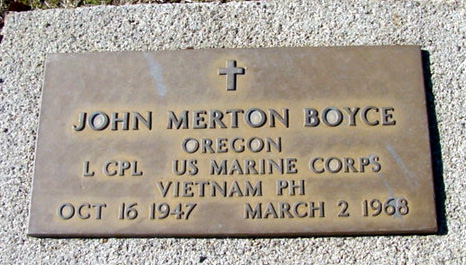 JOHN MERTON BOYCE
OREGON
L CPL US MARINE CORPS
VIETNAM PH
OCT 16 1947 MARCH 2 1968